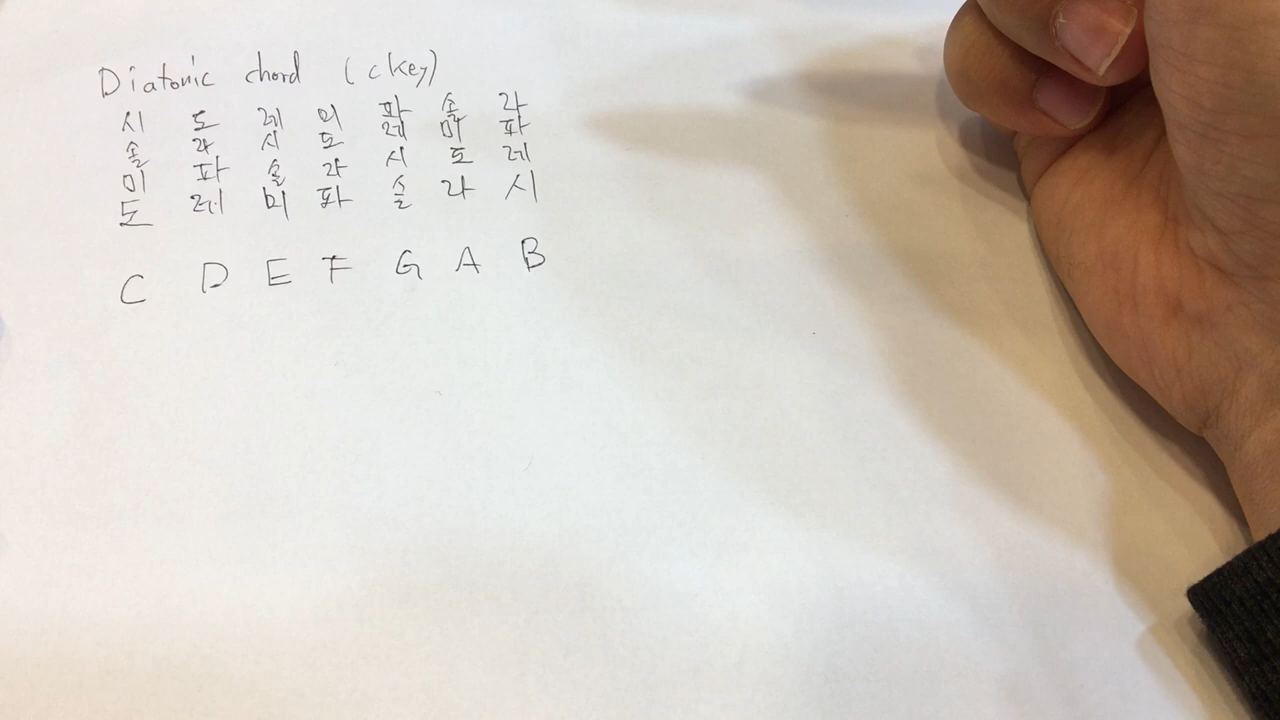 Diatonic chord (c key)
시 도 레 미 파 솔 라
솔 라 시 도 레 미 파
미 파 솔 라 시 도 레
도 레 미 파 솔 라 시
C D E F G A B